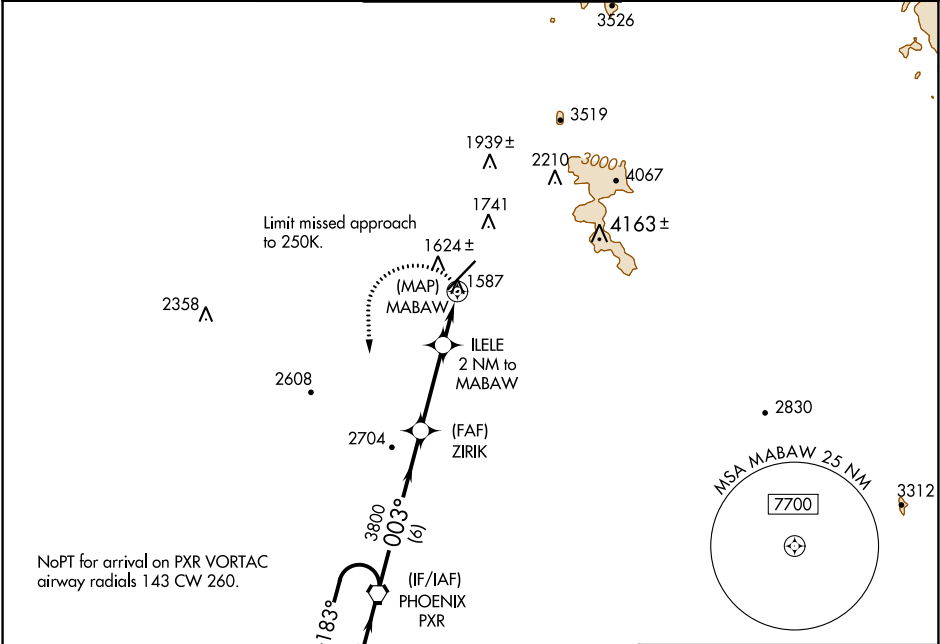 3526
3519
1939 ±
2210
3000
4067
1741
4163 ±
Limit missed approach
to 250K.
1624 ±
1587
(MAP)
MABAW
2358
ILELE
2 NM to
MABAW
2608
2830
2704
(FAF)
ZIRIK
MSA MABAW 25 NM
7700
3312
3800
003°
(6)
NoPT for arrival on PXR VORTAC
airway radials 143 CW 260.
(IF/IAF)
PHOENIX
PXR
183°